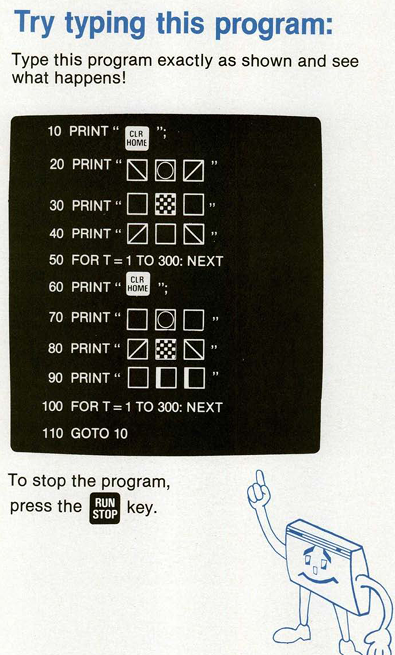 Try typing this program:
Type this program exactly as shown and see
what happens!
10 PRINT “ CLR HOME ”;
20 PRINT “ ”
30 PRINT “ ”
40 PRINT “ ”
50 FOR T = 1 TO 300: NEXT
60 PRINT “ CLR HOME ”;
70 PRINT “ ”
80 PRINT “ ”
90 PRINT “ ”
100 FOR T = 1 TO 300: NEXT
110 GOTO 10
To stop the program,
press the RUN STOP key.